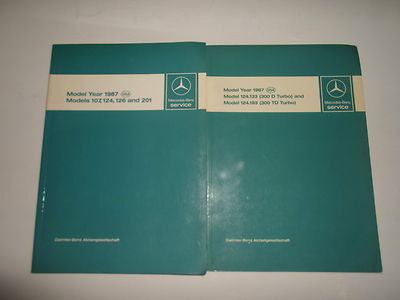 Model Year 1987 USA
Models 107, 124, 126 and 201
Mercedes-Benz
service
Daimler-Benz Aktiengesellschaft
Model Year 1987 USA
Model 124.133 (300 D Turbo) and
Model 124.193 (300 TD Turbo)
Mercedes-Benz
service
Daimler-Benz Aktiengesellschaft